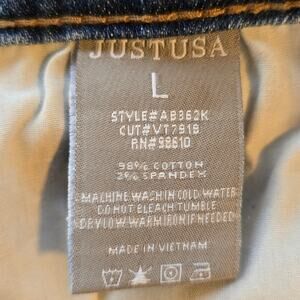 JUSTUSA
L
STYLE#AB362K
CUT#VT7918
RN#98610
98% COTTON
2% SPANDEX
MACHINE WASH IN COLD WATER
DO NOT BLEACH TUMBLE
DRY LOW WARM IRON IF NEEDED
MADE IN VIETNAM